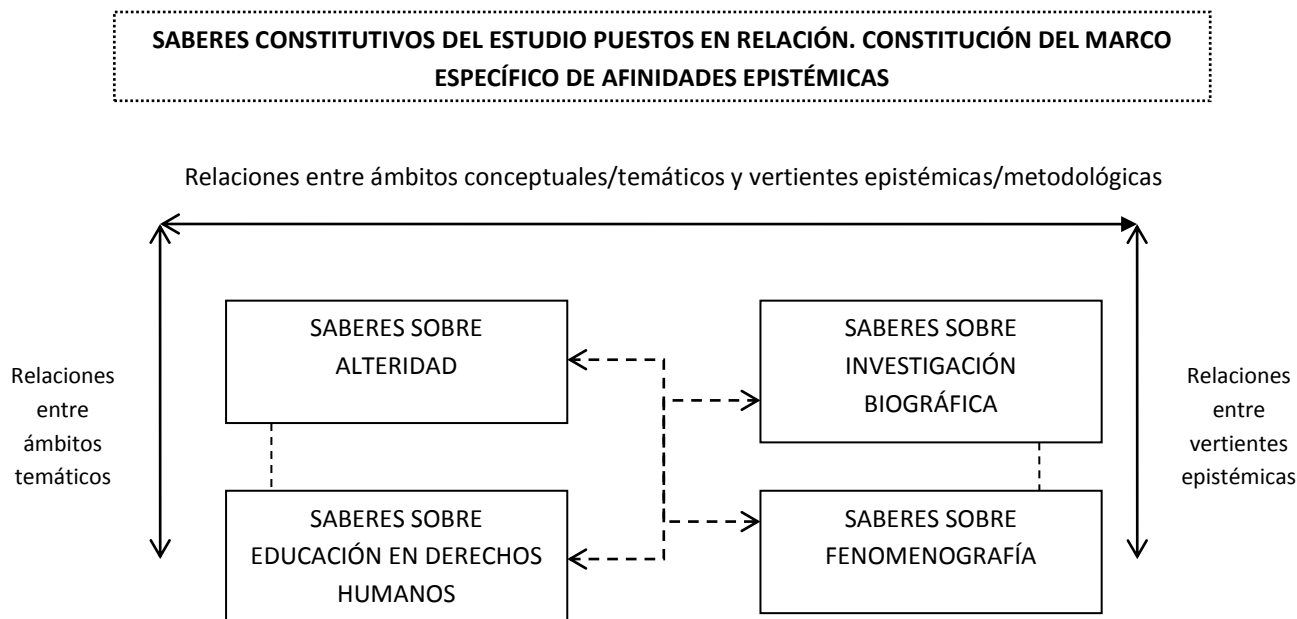 SABERES CONSTITUTIVOS DEL ESTUDIO PUESTOS EN RELACIÓN. CONSTITUCIÓN DEL MARCO
ESPECÍFICO DE AFINIDADES EPISTÉMICAS
Relaciones entre ámbitos conceptuales/temáticos y vertientes epistémicas/metodológicas
Relaciones
entre
ámbitos
temáticos
SABERES SOBRE
ALTERIDAD
SABERES SOBRE
INVESTIGACIÓN
BIOGRÁFICA
SABERES SOBRE
EDUCACIÓN EN DERECHOS
HUMANOS
SABERES SOBRE
FENOMENOGRAFÍA
Relaciones
entre
vertientes
epistémicas